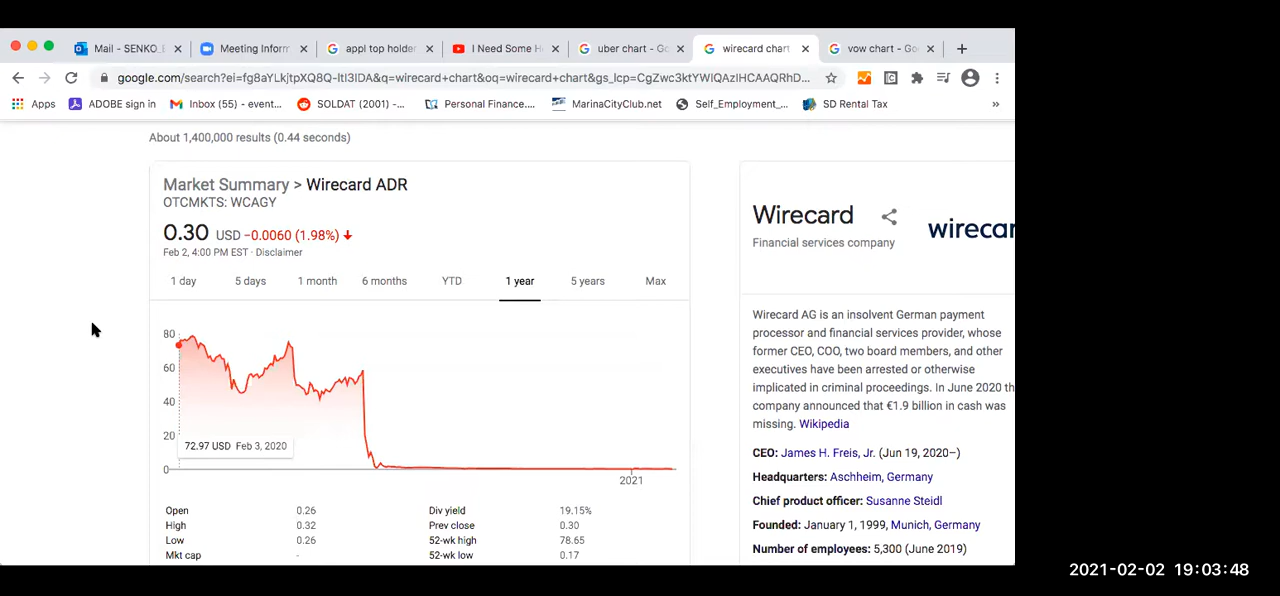 Mail - SENKO_
Meeting Inform
appl top holde
I Need Some H
uber chart - Go
wirecard chart
vow chart - Goo
google.com/search?ei=fg8aYLkjtpXQ8Q-ItI3IDA&q=wirecard+chart&oq=wirecard+chart&gs_lcp=CgZwc3ktYWIQAzIHCAAQRhD...
Apps
ADOBE sign in
Inbox (55) - event...
SOLDAT (2001) -...
Personal Finance....
MarinaCityClub.net
Self_Employment_...
SD Rental Tax
»
About 1,400,000 results (0.44 seconds)
Market Summary > Wirecard ADR
OTCMKTS: WCAGY
0.30 USD −0.0060 (1.98%)
Feb 2, 4:00 PM EST · Disclaimer
1 day
5 days
1 month
6 months
YTD
1 year
5 years
Max
80
60
40
20
0
72.97 USD Feb 3, 2020
2021
Open 0.26
High 0.32
Low 0.26
Mkt cap -
Div yield 19.15%
Prev close 0.30
52-wk high 78.65
52-wk low 0.17
Wirecard
Financial services company
wirecar
Wirecard AG is an insolvent German payment
processor and financial services provider, whose
former CEO, COO, two board members, and other
executives have been arrested or otherwise
implicated in criminal proceedings. In June 2020 th
company announced that €1.9 billion in cash was
missing. Wikipedia
CEO: James H. Freis, Jr. (Jun 19, 2020–)
Headquarters: Aschheim, Germany
Chief product officer: Susanne Steidl
Founded: January 1, 1999, Munich, Germany
Number of employees: 5,300 (June 2019)
2021-02-02 19:03:48